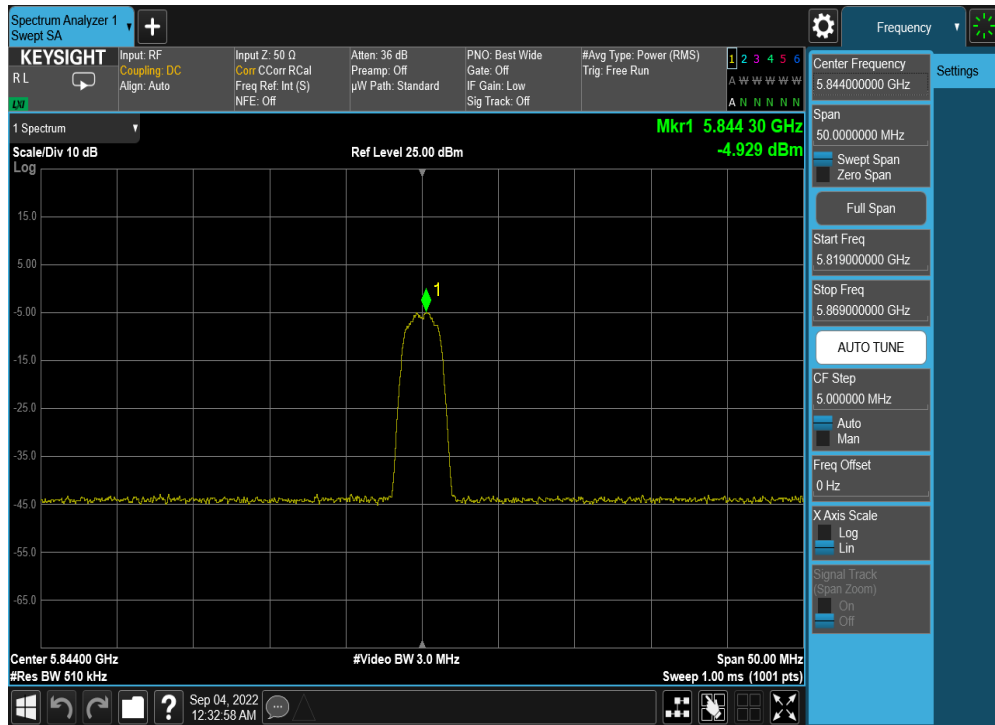 Spectrum Analyzer 1
Swept SA
+
Frequency
KEYSIGHT
R L
LXI
Input: RF
Coupling: DC
Align: Auto
Input Z: 50 Ω
Corr CCorr RCal
Freq Ref: Int (S)
NFE: Off
Atten: 36 dB
Preamp: Off
µW Path: Standard
PNO: Best Wide
Gate: Off
IF Gain: Low
Sig Track: Off
#Avg Type: Power (RMS)
Trig: Free Run
1 2 3 4 5 6
A W W W W W
A N N N N N
1 Spectrum
Scale/Div 10 dB
Log
Ref Level 25.00 dBm
Mkr1 5.844 30 GHz
-4.929 dBm
15.0
5.00
-5.00
-15.0
-25.0
-35.0
-45.0
-55.0
-65.0
1
Center 5.84400 GHz
#Res BW 510 kHz
#Video BW 3.0 MHz
Span 50.00 MHz
Sweep 1.00 ms (1001 pts)
Center Frequency
5.844000000 GHz
Settings
Span
50.0000000 MHz
Swept Span
Zero Span
Full Span
Start Freq
5.819000000 GHz
Stop Freq
5.869000000 GHz
AUTO TUNE
CF Step
5.000000 MHz
Auto
Man
Freq Offset
0 Hz
X Axis Scale
Log
Lin
Signal Track
(Span Zoom)
On
Off
?
Sep 04, 2022
12:32:58 AM